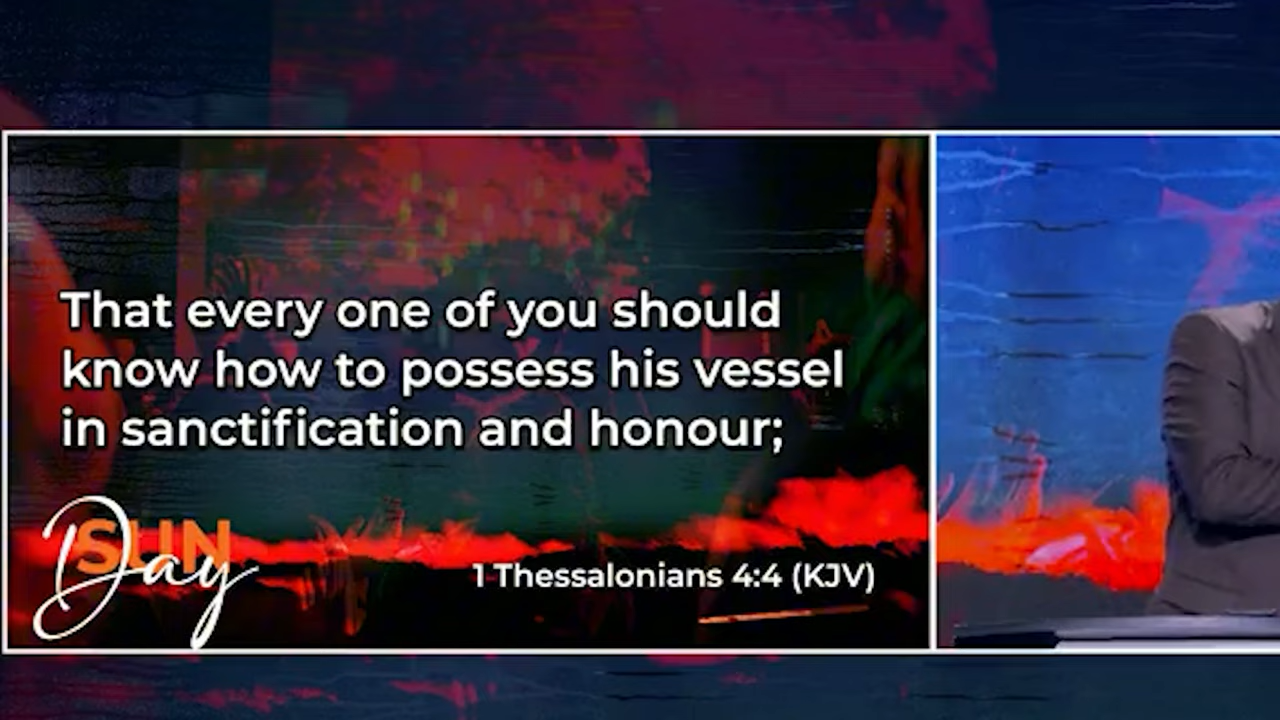 That every one of you should
know how to possess his vessel
in sanctification and honour;
SUN
Day
1 Thessalonians 4:4 (KJV)